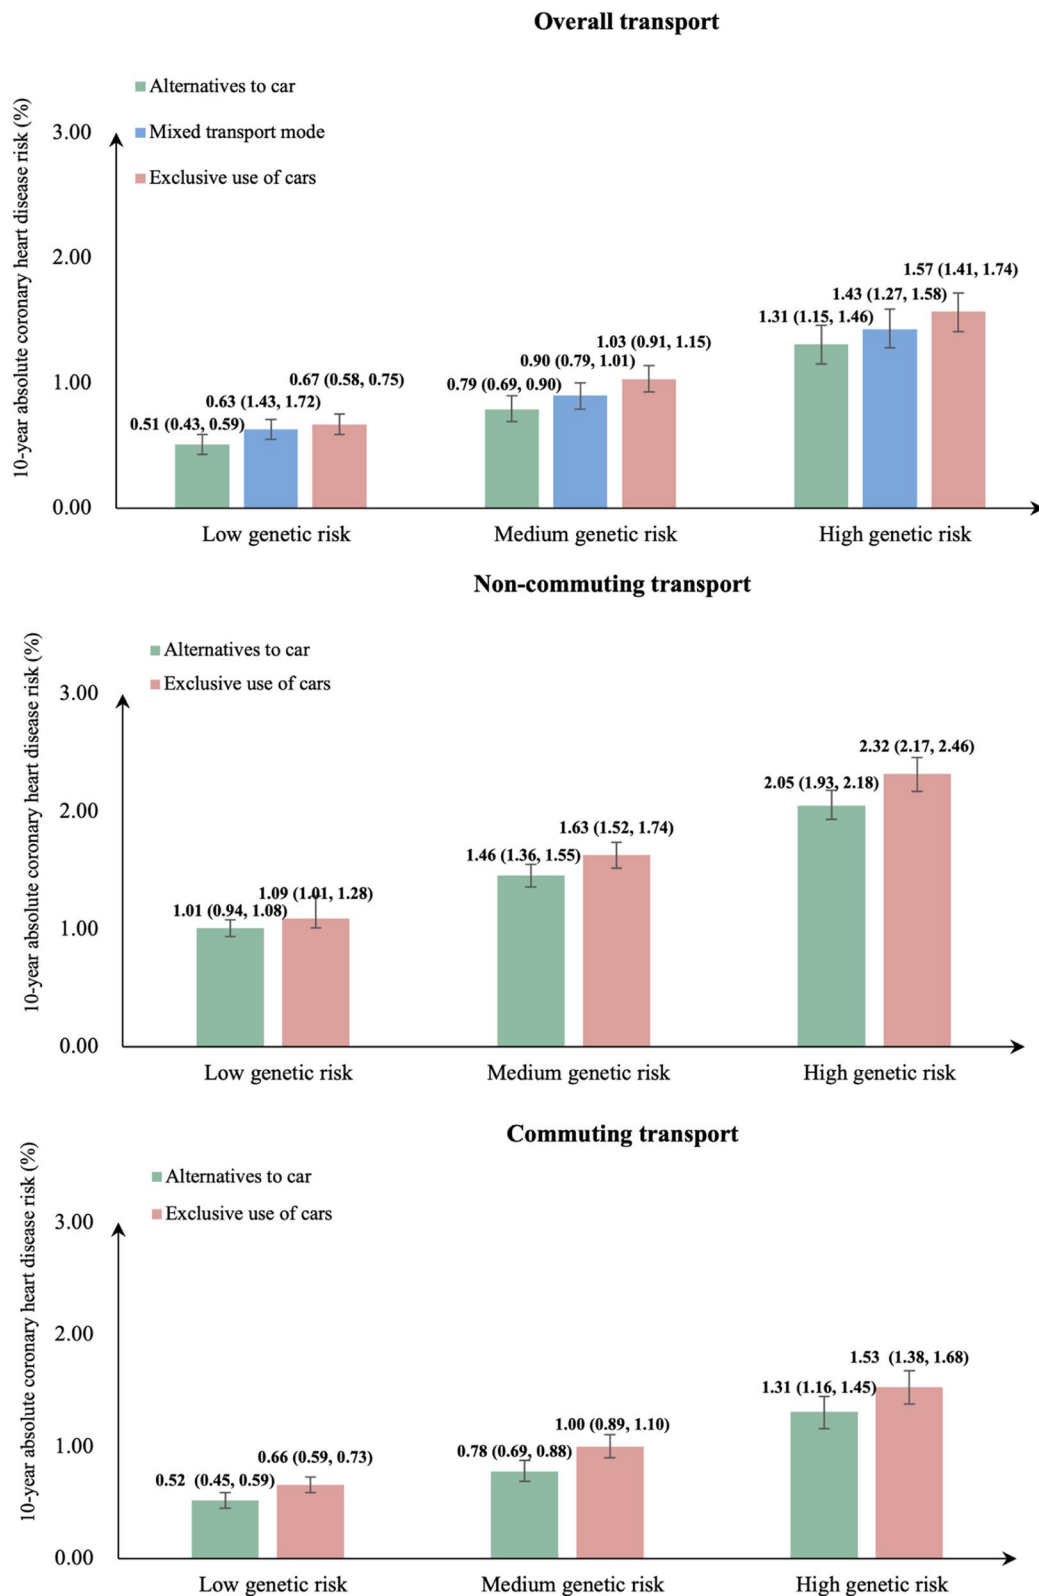 Overall transport
10-year absolute coronary heart disease risk (%)
Alternatives to car
Mixed transport mode
Exclusive use of cars
3.00
2.00
1.00
0.00
0.51 (0.43, 0.59)
0.63 (1.43, 1.72)
0.67 (0.58, 0.75)
0.79 (0.69, 0.90)
0.90 (0.79, 1.01)
1.03 (0.91, 1.15)
1.31 (1.15, 1.46)
1.43 (1.27, 1.58)
1.57 (1.41, 1.74)
Low genetic risk
Medium genetic risk
High genetic risk
Non-commuting transport
10-year absolute coronary heart disease risk (%)
Alternatives to car
Exclusive use of cars
3.00
2.00
1.00
0.00
1.01 (0.94, 1.08)
1.09 (1.01, 1.28)
1.46 (1.36, 1.55)
1.63 (1.52, 1.74)
2.05 (1.93, 2.18)
2.32 (2.17, 2.46)
Low genetic risk
Medium genetic risk
High genetic risk
Commuting transport
10-year absolute coronary heart disease risk (%)
Alternatives to car
Exclusive use of cars
3.00
2.00
1.00
0.00
0.52 (0.45, 0.59)
0.66 (0.59, 0.73)
0.78 (0.69, 0.88)
1.00 (0.89, 1.10)
1.31 (1.16, 1.45)
1.53 (1.38, 1.68)
Low genetic risk
Medium genetic risk
High genetic risk